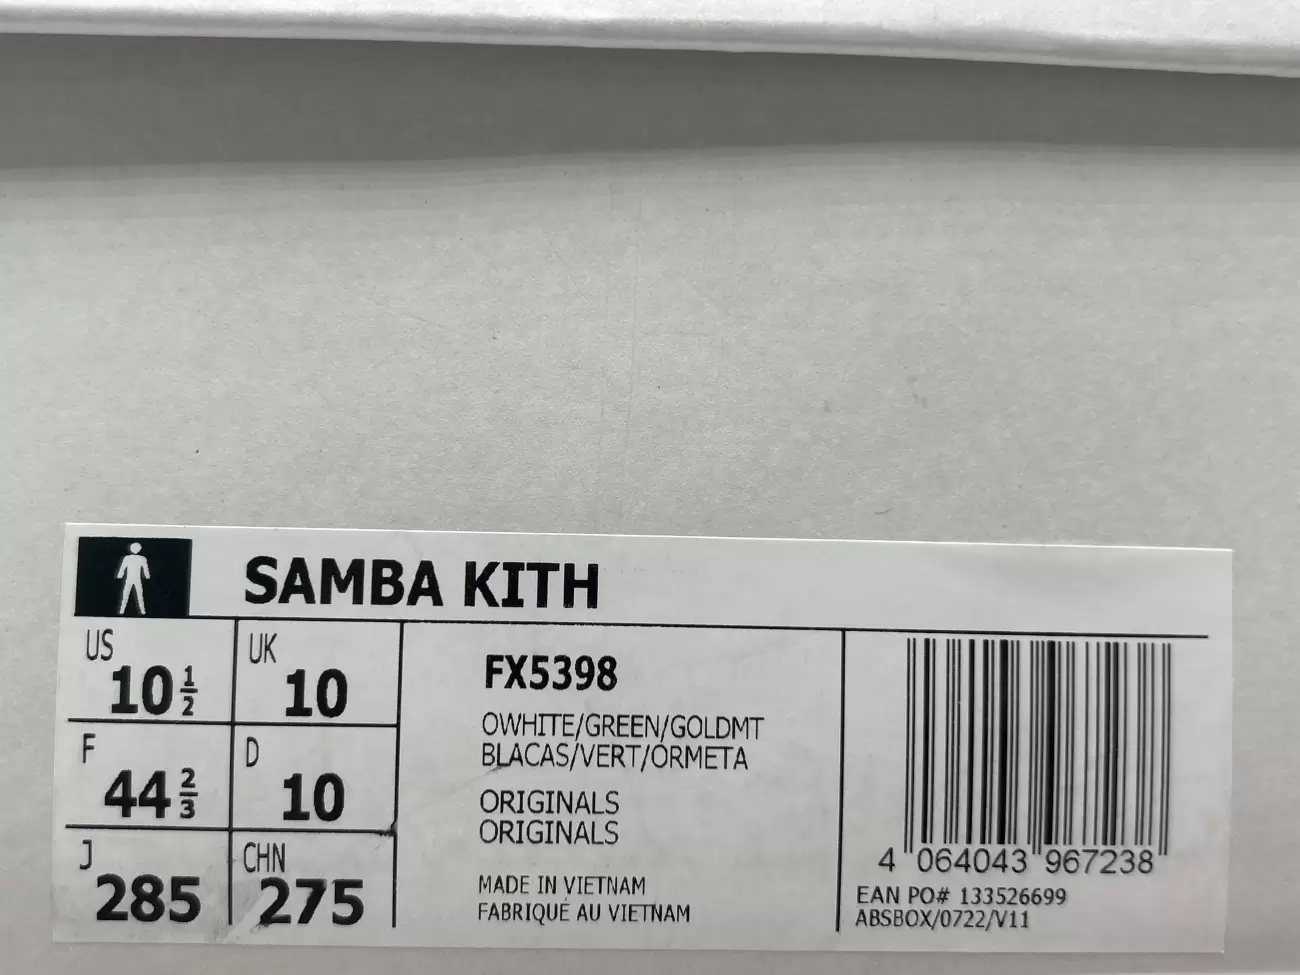 SAMBA KITH
US
10 1/2
UK
10
F
44 2/3
D
10
J
285
CHN
275
FX5398
OWHITE/GREEN/GOLDMT
BLACAS/VERT/ORMETA
ORIGINALS
ORIGINALS
MADE IN VIETNAM
FABRIQUÉ AU VIETNAM
4 064043 967238
EAN PO# 133526699
ABSBOX/0722/V11